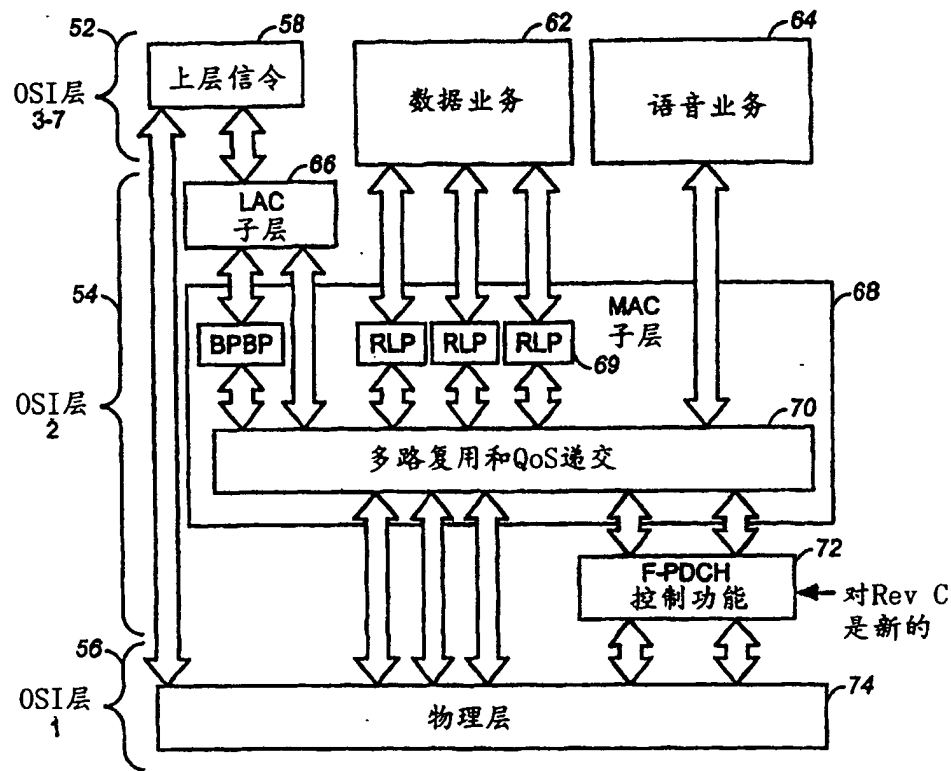 52
58
62
64
OSI层
3-7
上层信令
数据业务
语音业务
66
LAC
子层
54
68
MAC
子层
BPBP
RLP
RLP
RLP
69
OSI层
2
70
多路复用和QoS递交
72
F-PDCH
控制功能
对Rev C
是新的
56
OSI层
1
74
物理层